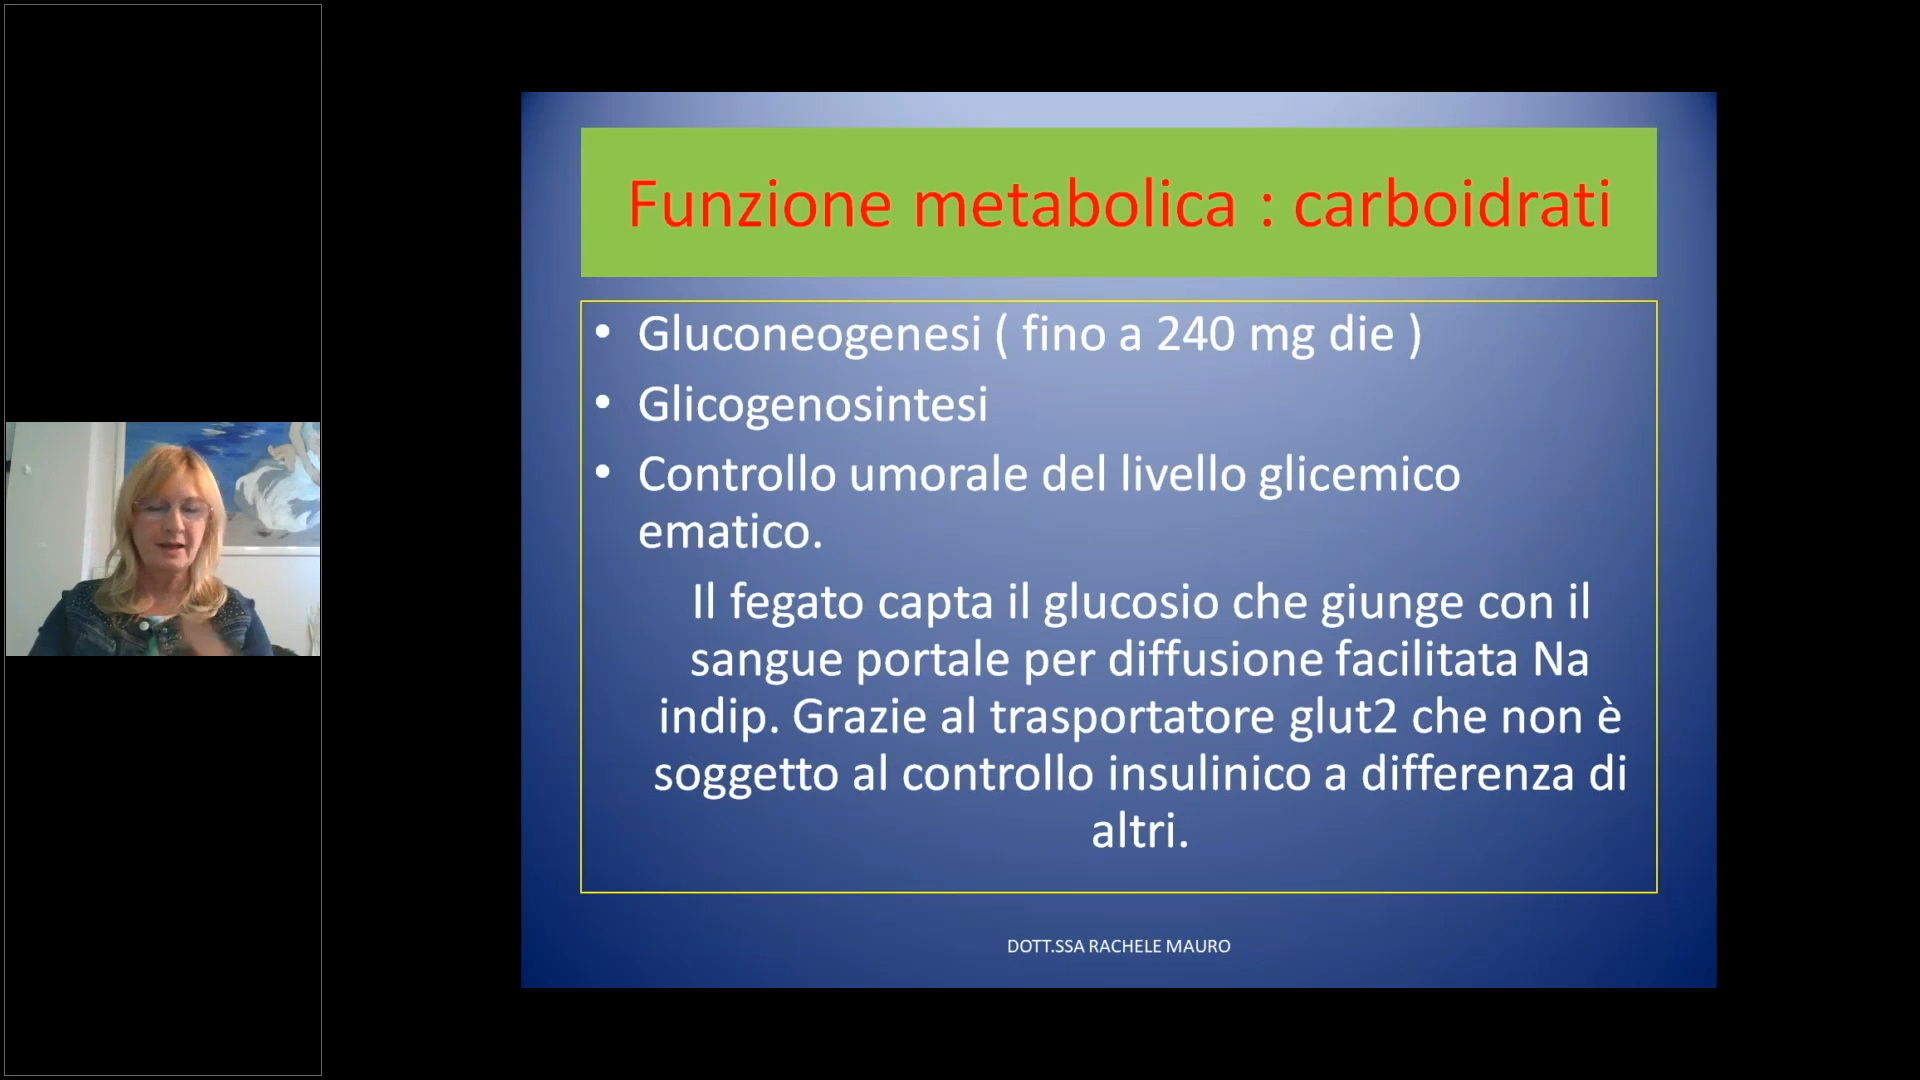 Funzione metabolica : carboidrati
• Gluconeogenesi ( fino a 240 mg die )
• Glicogenosintesi
• Controllo umorale del livello glicemico
ematico.
Il fegato capta il glucosio che giunge con il
sangue portale per diffusione facilitata Na
indip. Grazie al trasportatore glut2 che non è
soggetto al controllo insulinico a differenza di
altri.
DOTT.SSA RACHELE MAURO